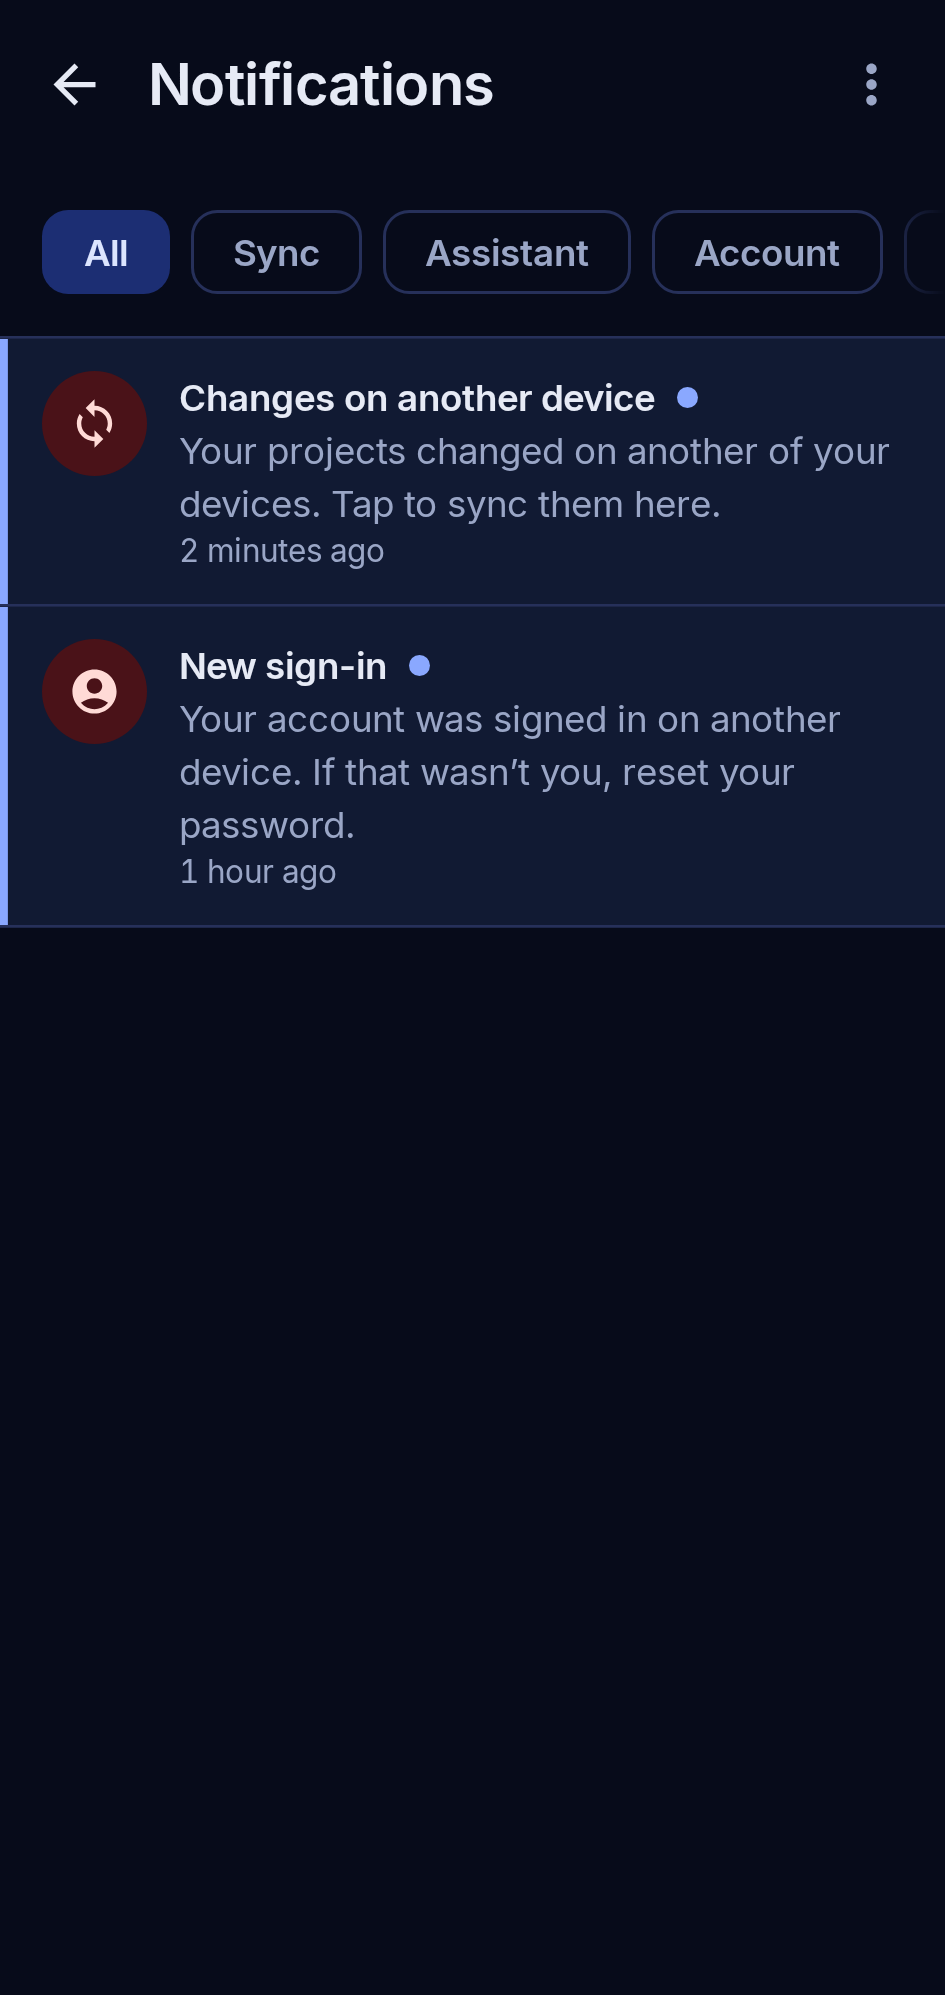 Notifications
All
Sync
Assistant
Account
Changes on another device
Your projects changed on another of your
devices. Tap to sync them here.
2 minutes ago
New sign-in
Your account was signed in on another
device. If that wasn’t you, reset your
password.
1 hour ago